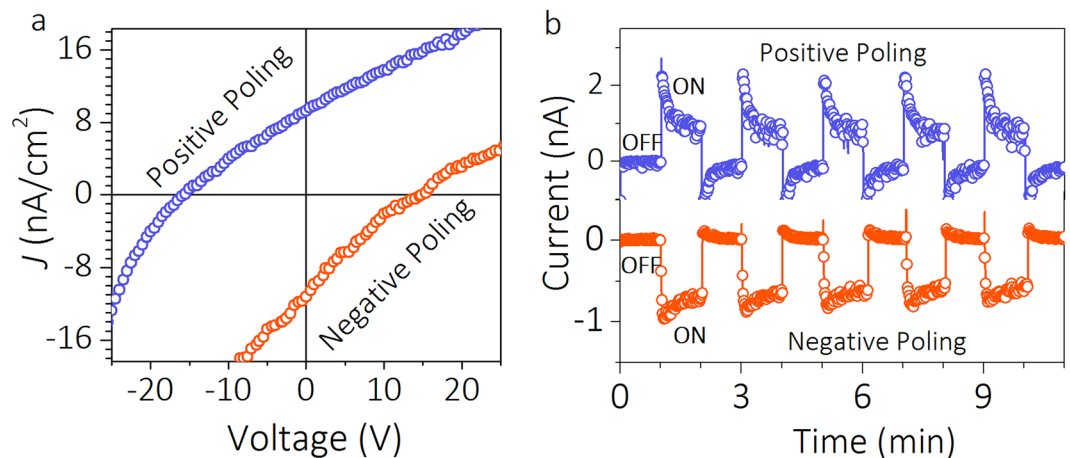 a
J (nA/cm²)
16
8
0
-8
-16
Positive Poling
Negative Poling
-20
-10
0
10
20
Voltage (V)
b
Current (nA)
2
0
0
-1
Positive Poling
ON
OFF
OFF
ON
Negative Poling
0
3
6
9
Time (min)